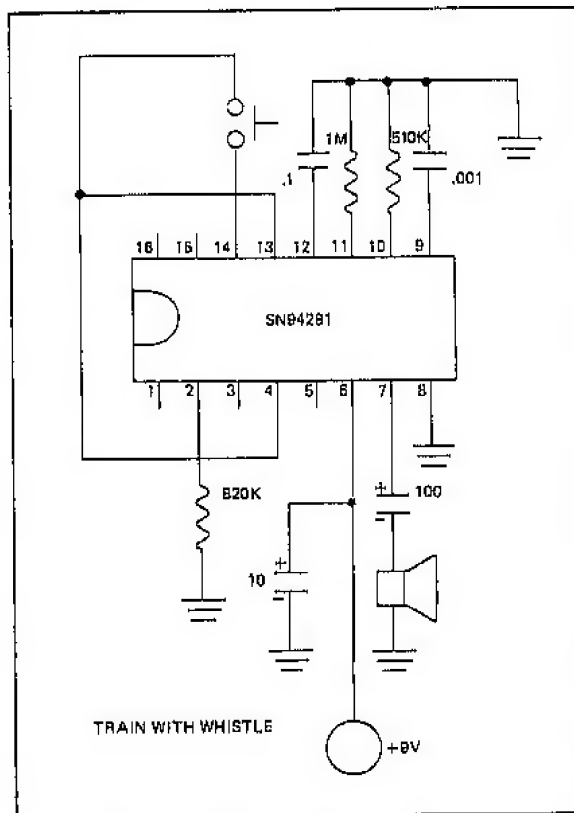 1M 510K
.1 .001
16 15 14 13 12 11 10 9
SN94281
1 2 3 4 5 6 7 8
820K
+ 100
-
+
10
-
TRAIN WITH WHISTLE
+9V